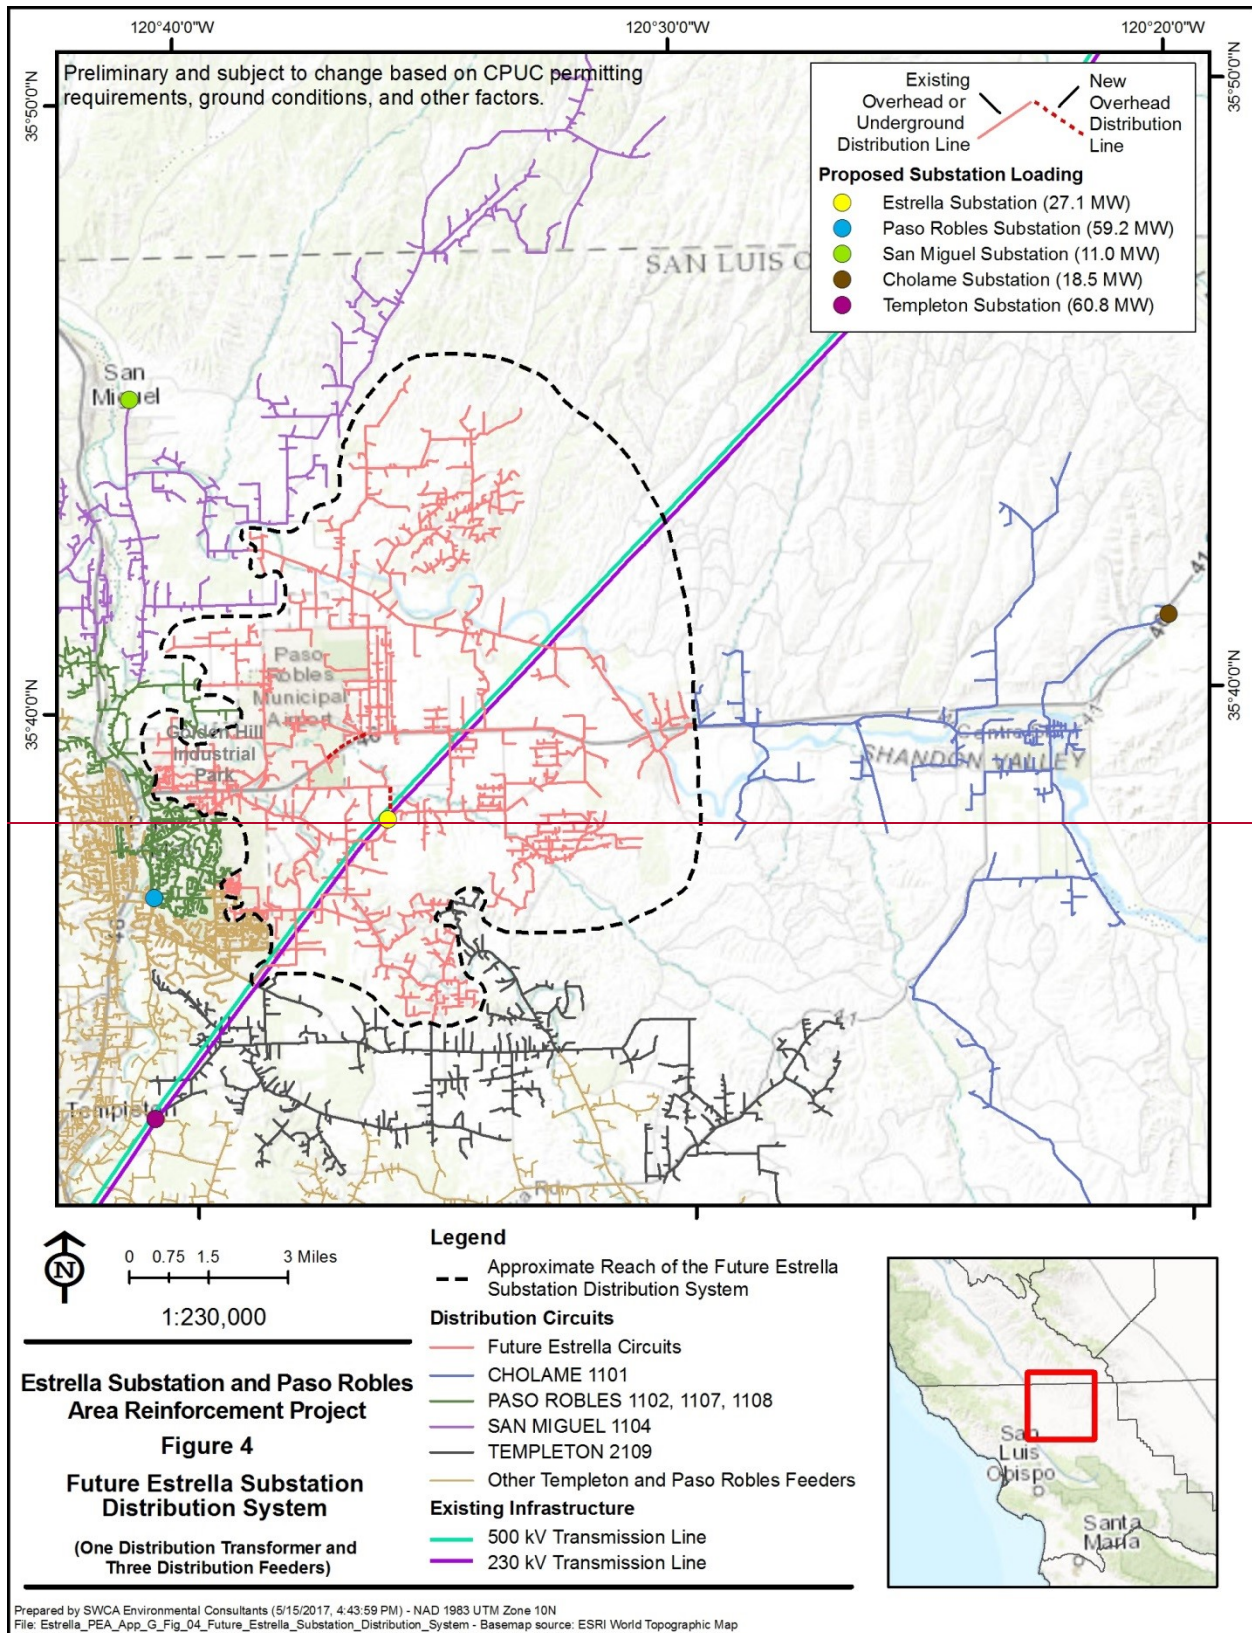 120°40'0"W
120°30'0"W
120°20'0"W
35°50'0"N
35°50'0"N
35°40'0"N
35°40'0"N
Preliminary and subject to change based on CPUC permitting
requirements, ground conditions, and other factors.
Existing
Overhead or
Underground
Distribution Line
New
Overhead
Distribution
Line
Proposed Substation Loading
Estrella Substation (27.1 MW)
Paso Robles Substation (59.2 MW)
San Miguel Substation (11.0 MW)
Cholame Substation (18.5 MW)
Templeton Substation (60.8 MW)
SAN LUIS O
San
Miguel
41
46
Paso
Robles
Municipal
Airport
Golden Hill
Industrial
Park
46
41
SHANDON VALLEY
46
41
Templeton
a Rd
N
0 0.75 1.5 3 Miles
1:230,000
Estrella Substation and Paso Robles
Area Reinforcement Project
Figure 4
Future Estrella Substation
Distribution System
(One Distribution Transformer and
Three Distribution Feeders)
Legend
Approximate Reach of the Future Estrella
Substation Distribution System
Distribution Circuits
Future Estrella Circuits
CHOLAME 1101
PASO ROBLES 1102, 1107, 1108
SAN MIGUEL 1104
TEMPLETON 2109
Other Templeton and Paso Robles Feeders
Existing Infrastructure
500 kV Transmission Line
230 kV Transmission Line
San
Luis
Obispo
Santa
Maria
Prepared by SWCA Environmental Consultants (5/15/2017, 4:43:59 PM) - NAD 1983 UTM Zone 10N
File: Estrella_PEA_App_G_Fig_04_Future_Estrella_Substation_Distribution_System - Basemap source: ESRI World Topographic Map